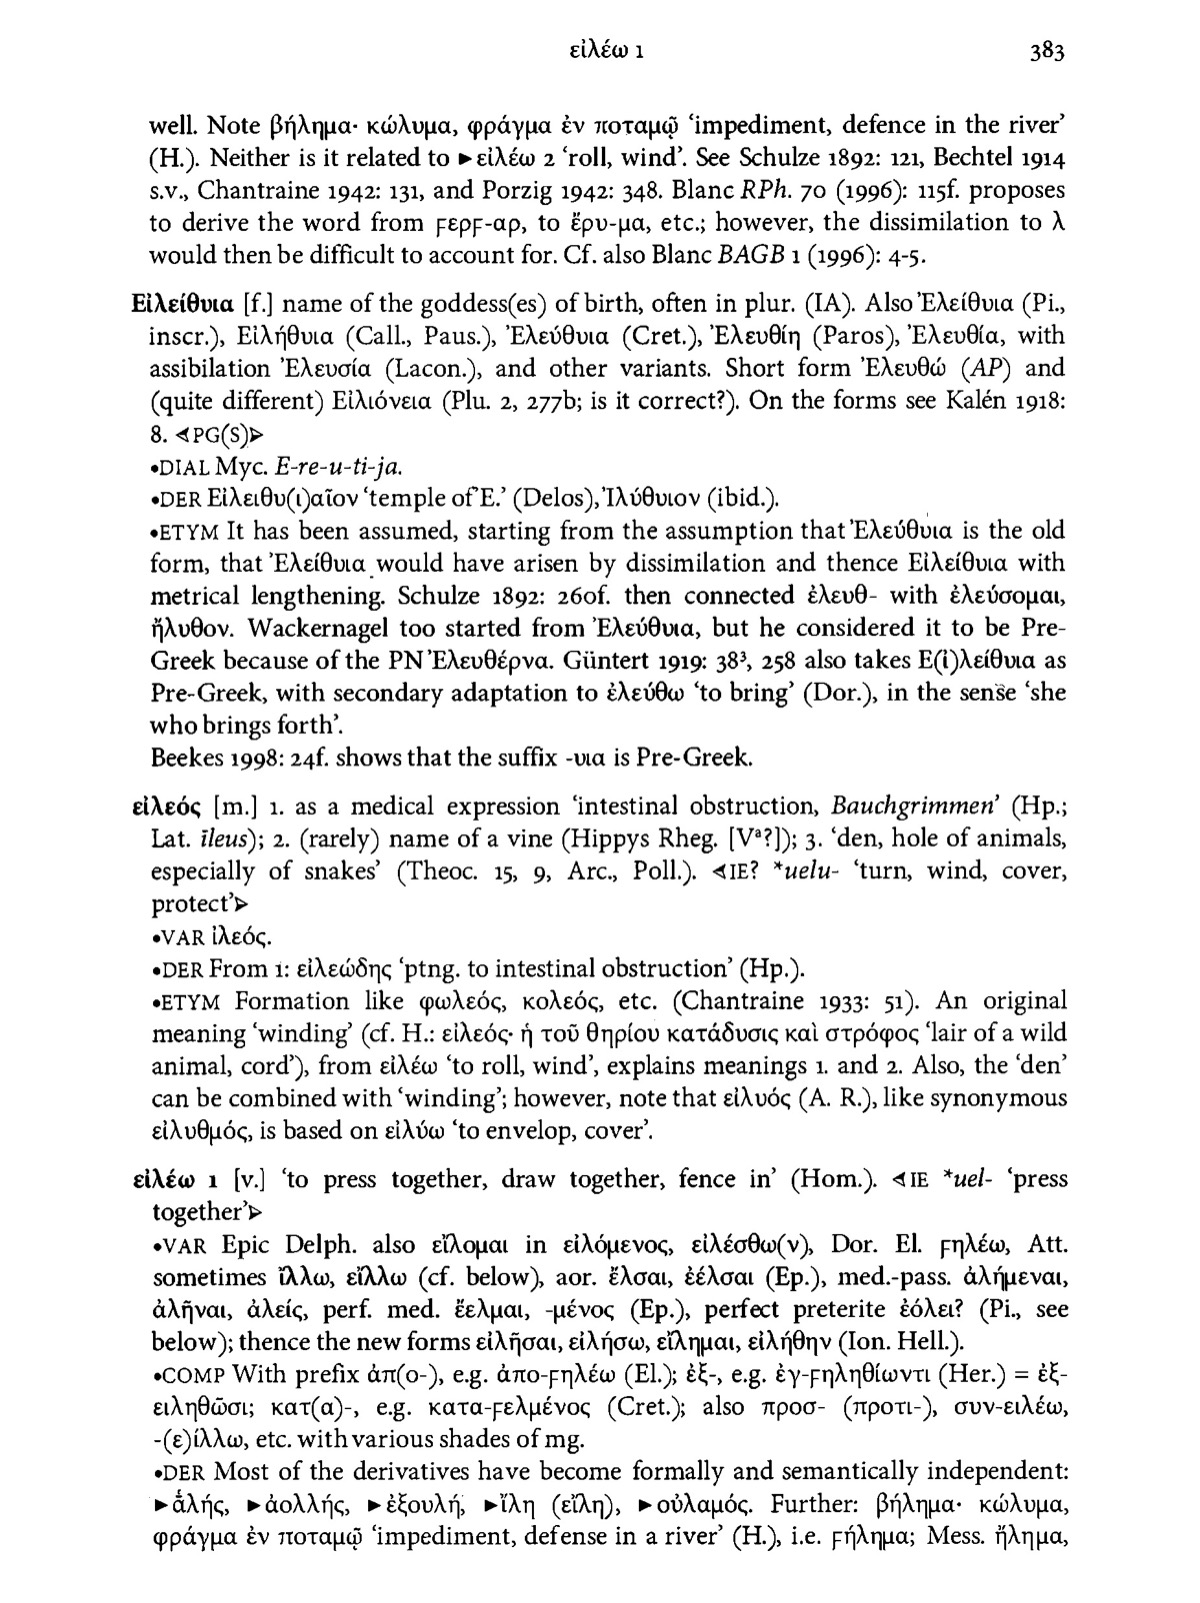 εἰλέω 1
383
well. Note βήλημα· κώλυμα, φράγμα ἐν ποταμῷ ‘impediment, defence in the river’
(H.). Neither is it related to ►εἰλέω 2 ‘roll, wind’. See Schulze 1892: 121, Bechtel 1914
s.v., Chantraine 1942: 131, and Porzig 1942: 348. Blanc RPh. 70 (1996): 115f. proposes
to derive the word from ϝερϝ-αρ, to ἔρυ-μα, etc.; however, the dissimilation to λ
would then be difficult to account for. Cf. also Blanc BAGB 1 (1996): 4-5.
Εἰλείθυια [f.] name of the goddess(es) of birth, often in plur. (IA). Also Ἐλείθυια (Pi.,
inscr.), Εἰλήθυια (Call., Paus.), Ἐλεύθυια (Cret.), Ἐλευθίη (Paros), Ἐλευθία, with
assibilation Ἐλευσία (Lacon.), and other variants. Short form Ἐλευθώ (AP) and
(quite different) Εἰλιόνεια (Plu. 2, 277b; is it correct?). On the forms see Kalén 1918:
8. ⊲PG(S)⊳
•DIAL Myc. E-re-u-ti-ja.
•DER Εἰλειθυ(ι)αῖον ‘temple of E.’ (Delos), Ἰλύθυιον (ibid.).
•ETYM It has been assumed, starting from the assumption that Ἐλεύθυια is the old
form, that Ἐλείθυια would have arisen by dissimilation and thence Εἰλείθυια with
metrical lengthening. Schulze 1892: 260f. then connected ἐλευθ- with ἐλεύσομαι,
ἤλυθον. Wackernagel too started from Ἐλεύθυια, but he considered it to be Pre-
Greek because of the PN Ἐλευθέρνα. Güntert 1919: 38³, 258 also takes Ε(ἰ)λείθυια as
Pre-Greek, with secondary adaptation to ἐλεύθω ‘to bring’ (Dor.), in the sense ‘she
who brings forth’.
Beekes 1998: 24f. shows that the suffix -υια is Pre-Greek.
εἰλεός [m.] 1. as a medical expression ‘intestinal obstruction, Bauchgrimmen’ (Hp.;
Lat. īleus); 2. (rarely) name of a vine (Hippys Rheg. [Vᵃ?]); 3. ‘den, hole of animals,
especially of snakes’ (Theoc. 15, 9, Arc., Poll.). ⊲IE? *uelu- ‘turn, wind, cover,
protect’⊳
•VAR ἰλεός.
•DER From 1: εἰλεώδης ‘ptng. to intestinal obstruction’ (Hp.).
•ETYM Formation like φωλεός, κολεός, etc. (Chantraine 1933: 51). An original
meaning ‘winding’ (cf. H.: εἰλεός· ἡ τοῦ θηρίου κατάδυσις καὶ στρόφος ‘lair of a wild
animal, cord’), from εἰλέω ‘to roll, wind’, explains meanings 1. and 2. Also, the ‘den’
can be combined with ‘winding’; however, note that εἰλυός (A. R.), like synonymous
εἰλυθμός, is based on εἰλύω ‘to envelop, cover’.
εἰλέω 1 [v.] ‘to press together, draw together, fence in’ (Hom.). ⊲IE *uel- ‘press
together’⊳
•VAR Epic Delph. also εἴλομαι in εἰλόμενος, εἰλέσθω(ν), Dor. El. ϝηλέω, Att.
sometimes ἴλλω, εἴλλω (cf. below), aor. ἔλσαι, ἐέλσαι (Ep.), med.-pass. ἀλήμεναι,
ἀλῆναι, ἀλείς, perf. med. ἔελμαι, -μένος (Ep.), perfect preterite ἐόλει? (Pi., see
below); thence the new forms εἰλῆσαι, εἰλήσω, εἴλημαι, εἰλήθην (Ion. Hell.).
•COMP With prefix ἀπ(ο-), e.g. ἀπο-ϝηλέω (El.); ἐξ-, e.g. ἐγ-ϝηληθίωντι (Her.) = ἐξ-
ειληθῶσι; κατ(α)-, e.g. κατα-ϝελμένος (Cret.); also προσ- (προτι-), συν-ειλέω,
-(ε)ίλλω, etc. with various shades of mg.
•DER Most of the derivatives have become formally and semantically independent:
►ἁλής, ►ἀολλής, ►ἐξουλή, ►ἴλη (εἴλη), ►οὐλαμός. Further: βήλημα· κώλυμα,
φράγμα ἐν ποταμῷ ‘impediment, defense in a river’ (H.), i.e. ϝήλημα; Mess. ἤλημα,